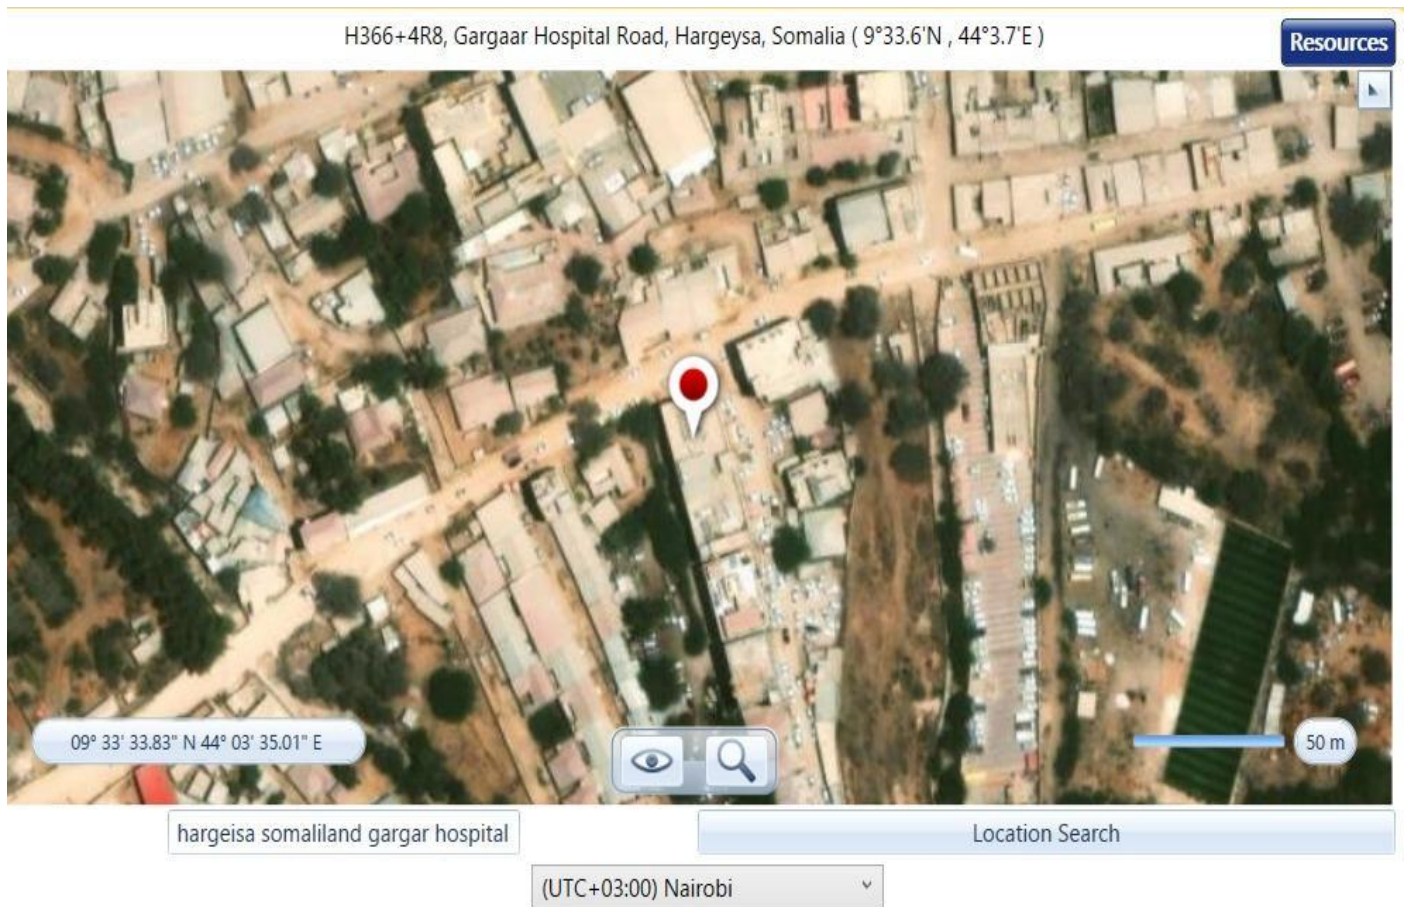 H366+4R8, Gargaar Hospital Road, Hargeysa, Somalia ( 9°33.6'N , 44°3.7'E )
Resources
09° 33' 33.83" N 44° 03' 35.01" E
50 m
hargeisa somaliland gargar hospital
Location Search
(UTC+03:00) Nairobi